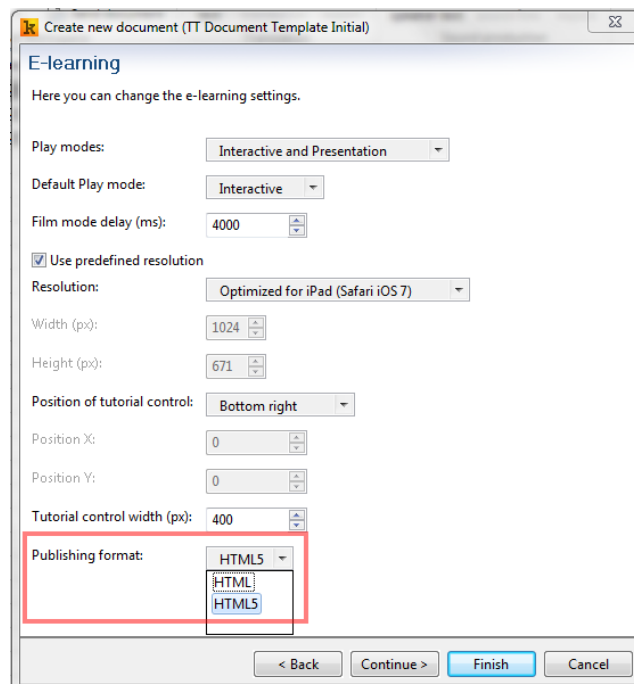 k Create new document (TT Document Template Initial)
E-learning
Here you can change the e-learning settings.
Play modes: Interactive and Presentation
Default Play mode: Interactive
Film mode delay (ms): 4000
Use predefined resolution
Resolution: Optimized for iPad (Safari iOS 7)
Width (px): 1024
Height (px): 671
Position of tutorial control: Bottom right
Position X: 0
Position Y: 0
Tutorial control width (px): 400
Publishing format: HTML5
HTML
HTML5
< Back Continue > Finish Cancel